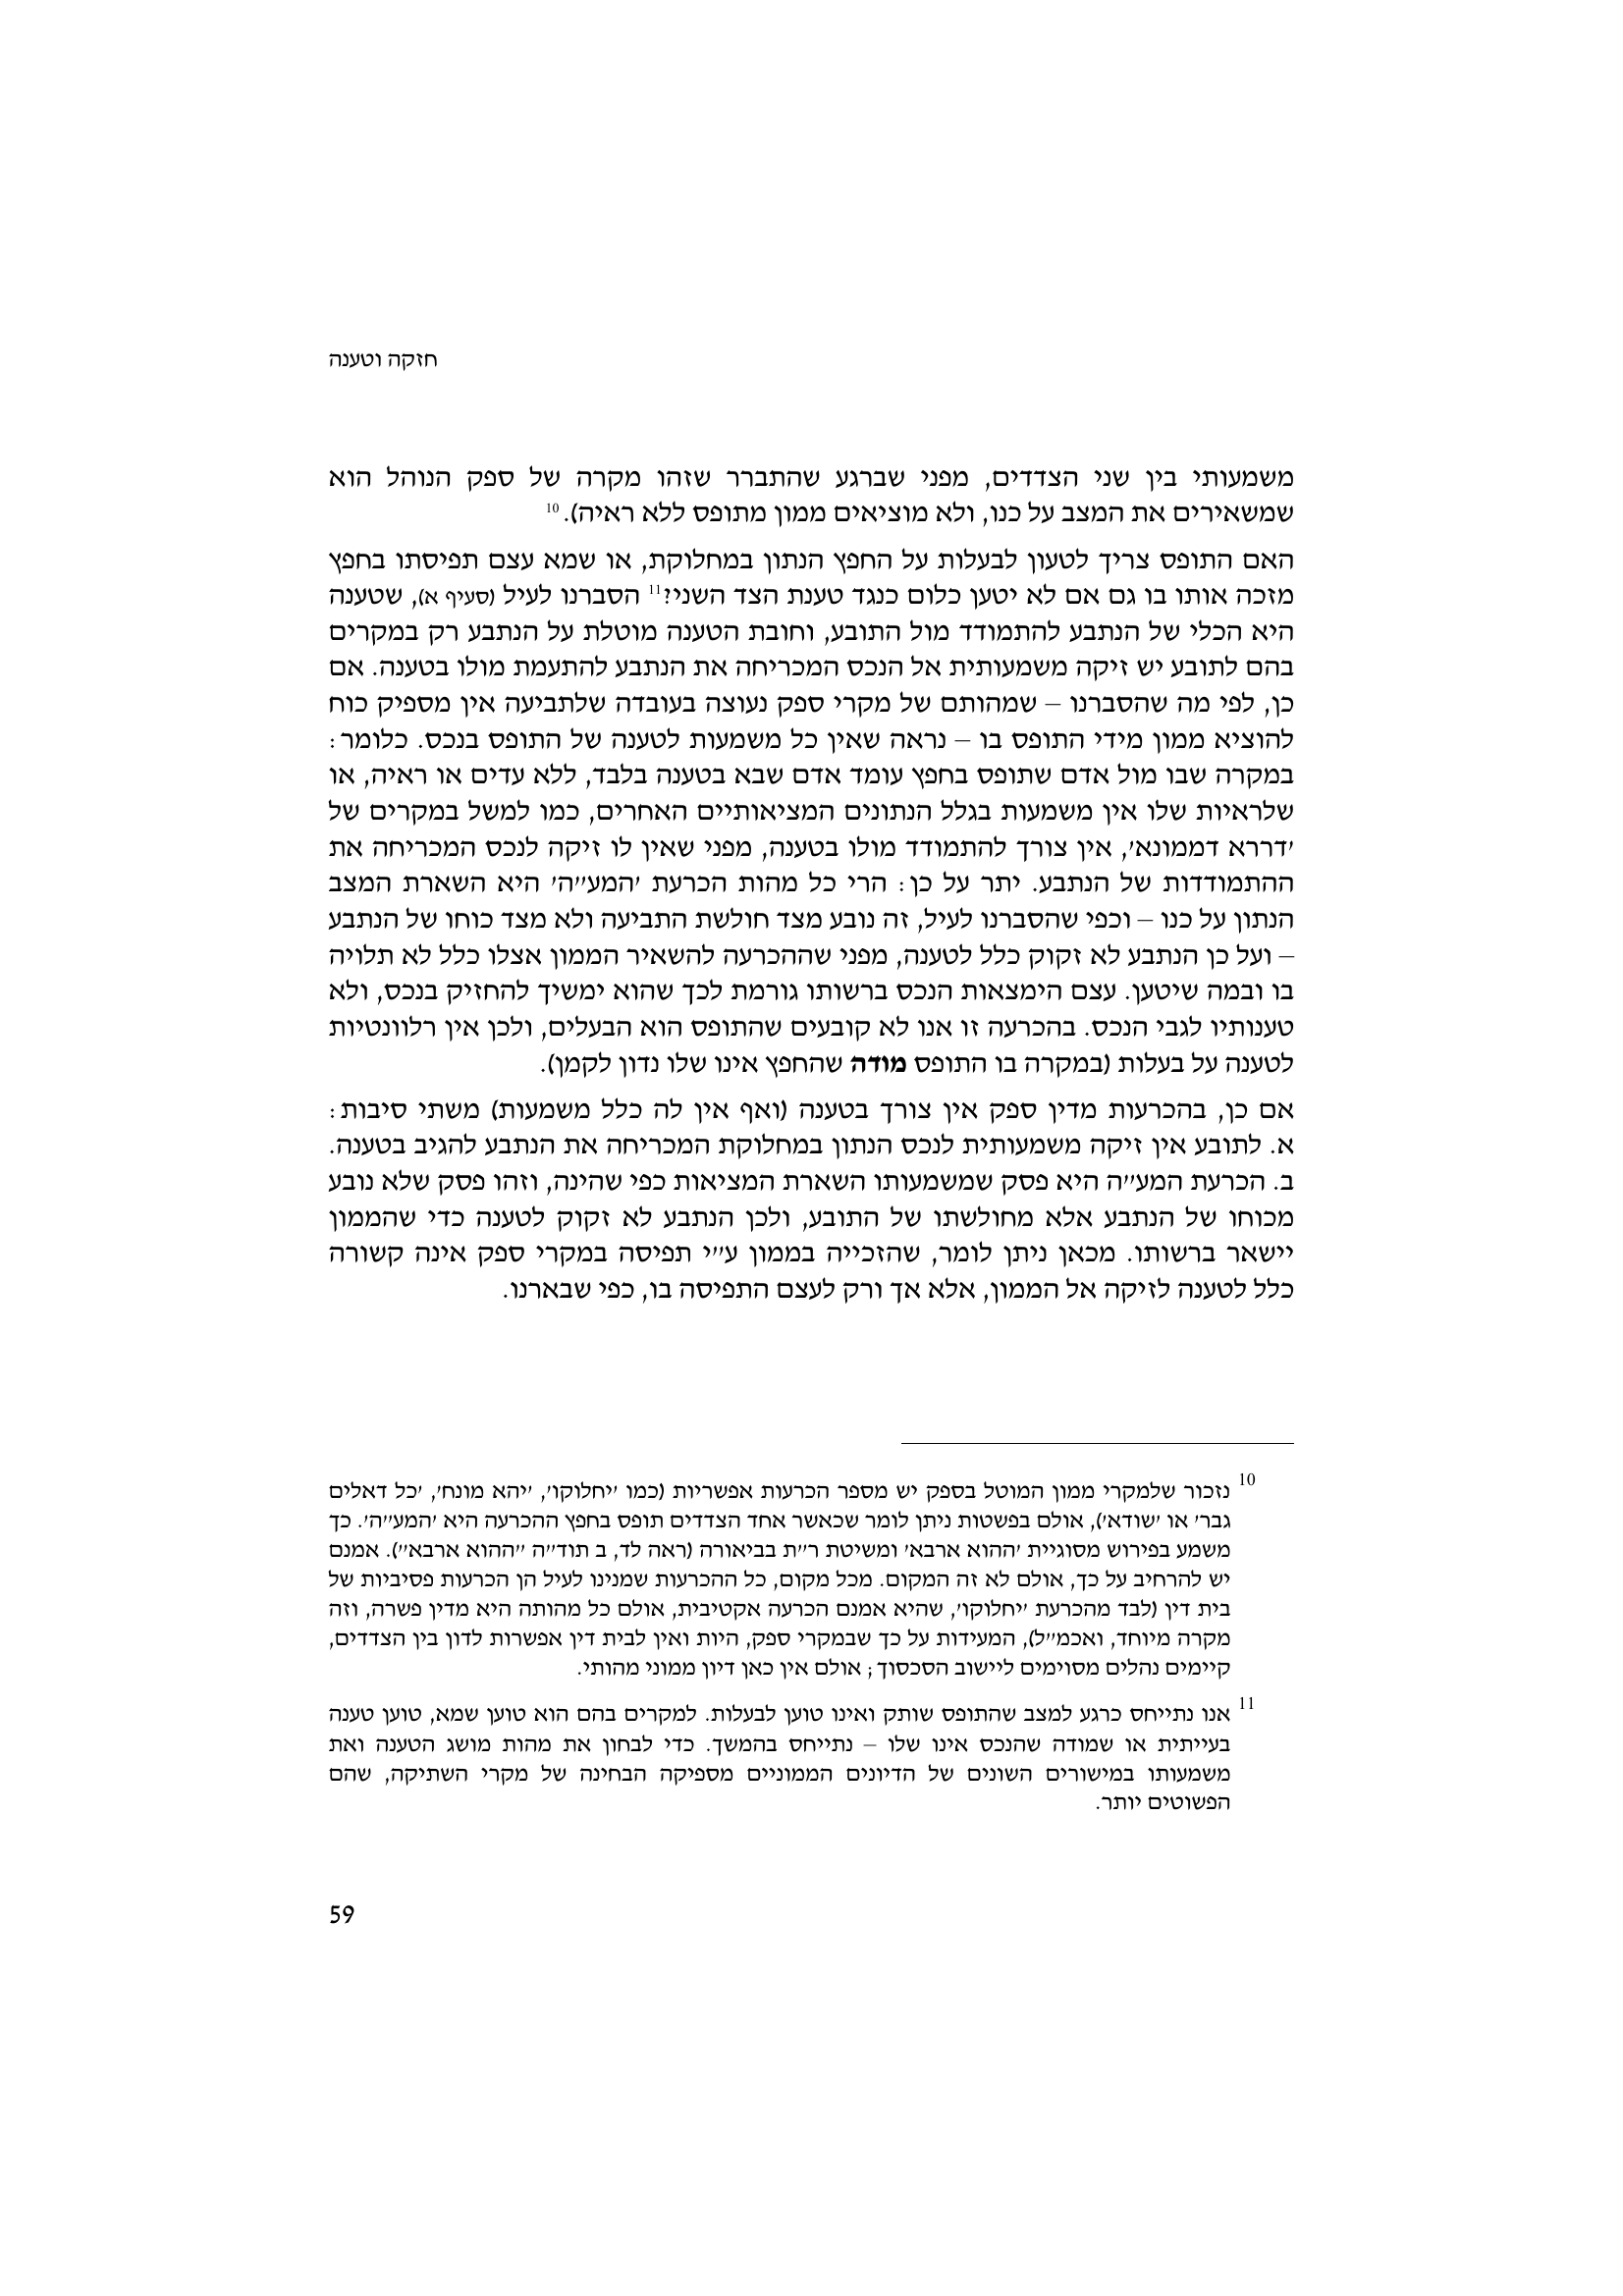 חזקה וטענה
משמעותי בין שני הצדדים, מפני שברגע שהתברר שזהו מקרה של ספק הנוהל הוא
שמשאירים את המצב על כנו, ולא מוציאים ממון מתופס ללא ראיה). 10
האם התופס צריך לטעון לבעלות על החפץ הנתון במחלוקת, או שמא עצם תפיסתו בחפץ
מזכה אותו בו גם אם לא יטען כלום כנגד טענת הצד השני?11 הסברנו לעיל (סעיף א), שטענה
היא הכלי של הנתבע להתמודד מול התובע, וחובת הטענה מוטלת על הנתבע רק במקרים
בהם לתובע יש זיקה משמעותית אל הנכס המכריחה את הנתבע להתעמת מולו בטענה. אם
כן, לפי מה שהסברנו – שמהותם של מקרי ספק נעוצה בעובדה שלתביעה אין מספיק כוח
להוציא ממון מידי התופס בו – נראה שאין כל משמעות לטענה של התופס בנכס. כלומר:
במקרה שבו מול אדם שתופס בחפץ עומד אדם שבא בטענה בלבד, ללא עדים או ראיה, או
שלראיות שלו אין משמעות בגלל הנתונים המציאותיים האחרים, כמו למשל במקרים של
'דררא דממונא', אין צורך להתמודד מולו בטענה, מפני שאין לו זיקה לנכס המכריחה את
ההתמודדות של הנתבע. יתר על כן: הרי כל מהות הכרעת 'המע"ה' היא השארת המצב
הנתון על כנו – וכפי שהסברנו לעיל, זה נובע מצד חולשת התביעה ולא מצד כוחו של הנתבע
– ועל כן הנתבע לא זקוק כלל לטענה, מפני שההכרעה להשאיר הממון אצלו כלל לא תלויה
בו ובמה שיטען. עצם הימצאות הנכס ברשותו גורמת לכך שהוא ימשיך להחזיק בנכס, ולא
טענותיו לגבי הנכס. בהכרעה זו אנו לא קובעים שהתופס הוא הבעלים, ולכן אין רלוונטיות
לטענה על בעלות (במקרה בו התופס מודה שהחפץ אינו שלו נדון לקמן).
אם כן, בהכרעות מדין ספק אין צורך בטענה (ואף אין לה כלל משמעות) משתי סיבות:
א. לתובע אין זיקה משמעותית לנכס הנתון במחלוקת המכריחה את הנתבע להגיב בטענה.
ב. הכרעת המע"ה היא פסק שמשמעותו השארת המציאות כפי שהינה, וזהו פסק שלא נובע
מכוחו של הנתבע אלא מחולשתו של התובע, ולכן הנתבע לא זקוק לטענה כדי שהממון
יישאר ברשותו. מכאן ניתן לומר, שהזכייה בממון ע"י תפיסה במקרי ספק אינה קשורה
כלל לטענה לזיקה אל הממון, אלא אך ורק לעצם התפיסה בו, כפי שבארנו.
10 נזכור שלמקרי ממון המוטל בספק יש מספר הכרעות אפשריות (כמו 'יחלוקו', 'יהא מונח', 'כל דאלים
גבר' או 'שודא'), אולם בפשטות ניתן לומר שכאשר אחד הצדדים תופס בחפץ ההכרעה היא 'המע"ה'. כך
משמע בפירוש מסוגיית 'ההוא ארבא' ומשיטת ר"ת בביאורה (ראה לד, ב תוד"ה "ההוא ארבא"). אמנם
יש להרחיב על כך, אולם לא זה המקום. מכל מקום, כל ההכרעות שמנינו לעיל הן הכרעות פסיביות של
בית דין (לבד מהכרעת 'יחלוקו', שהיא אמנם הכרעה אקטיבית, אולם כל מהותה היא מדין פשרה, וזה
מקרה מיוחד, ואכמ"ל), המעידות על כך שבמקרי ספק, היות ואין לבית דין אפשרות לדון בין הצדדים,
קיימים נהלים מסוימים ליישוב הסכסוך; אולם אין כאן דיון ממוני מהותי.
11 אנו נתייחס כרגע למצב שהתופס שותק ואינו טוען לבעלות. למקרים בהם הוא טוען שמא, טוען טענה
בעייתית או שמודה שהנכס אינו שלו – נתייחס בהמשך. כדי לבחון את מהות מושג הטענה ואת
משמעותו במישורים השונים של הדיונים הממוניים מספיקה הבחינה של מקרי השתיקה, שהם
הפשוטים יותר.
59